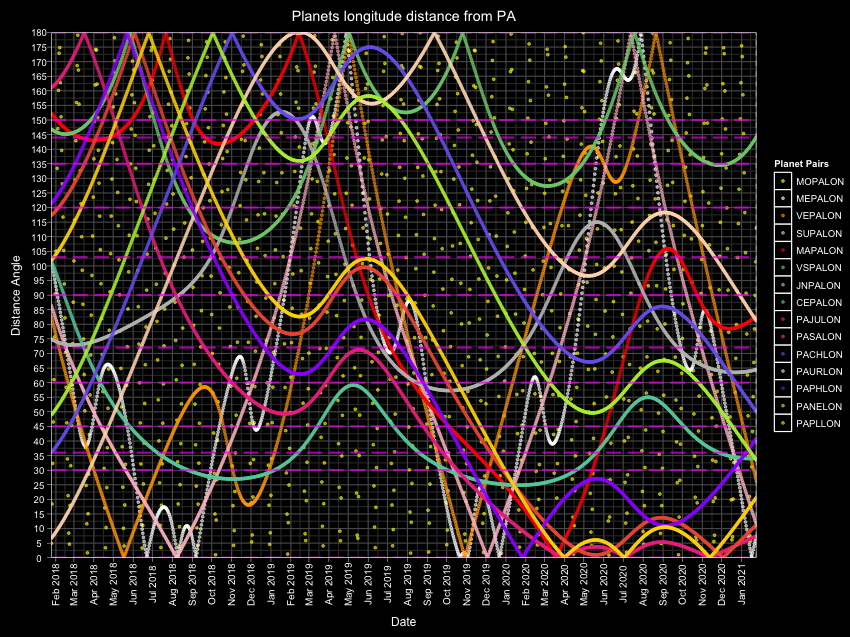 Planets longitude distance from PA
180
175
170
165
160
155
150
145
140
135
130
125
120
115
110
105
100
95
90
85
80
75
70
65
60
55
50
45
40
35
30
25
20
15
10
5
0
Distance Angle
Feb 2018
Mar 2018
Apr 2018
May 2018
Jun 2018
Jul 2018
Aug 2018
Sep 2018
Oct 2018
Nov 2018
Dec 2018
Jan 2019
Feb 2019
Mar 2019
Apr 2019
May 2019
Jun 2019
Jul 2019
Aug 2019
Sep 2019
Oct 2019
Nov 2019
Dec 2019
Jan 2020
Feb 2020
Mar 2020
Apr 2020
May 2020
Jun 2020
Jul 2020
Aug 2020
Sep 2020
Oct 2020
Nov 2020
Dec 2020
Jan 2021
Date
Planet Pairs
MOPALON
MEPALON
VEPALON
SUPALON
MAPALON
VSPALON
JNPALON
CEPALON
PAJULON
PASALON
PACHLON
PAURLON
PAPHLON
PANELON
PAPLLON